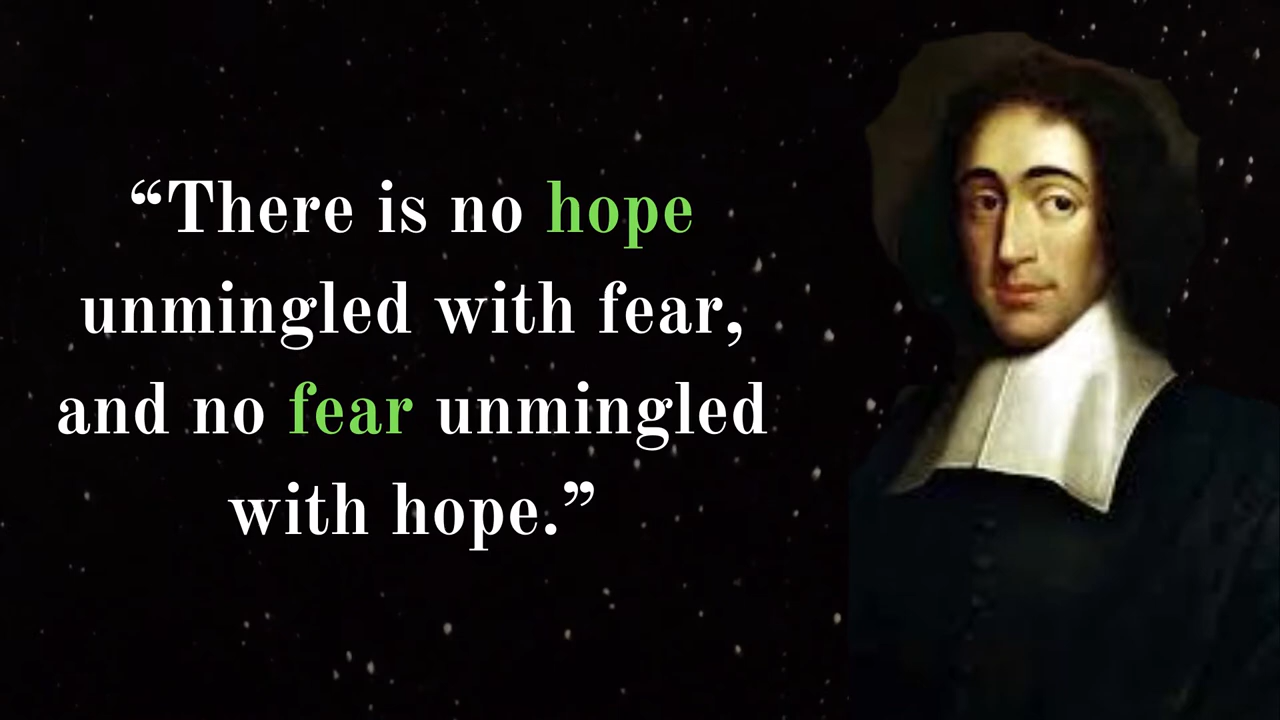 “There is no hope
unmingled with fear,
and no fear unmingled
with hope.”